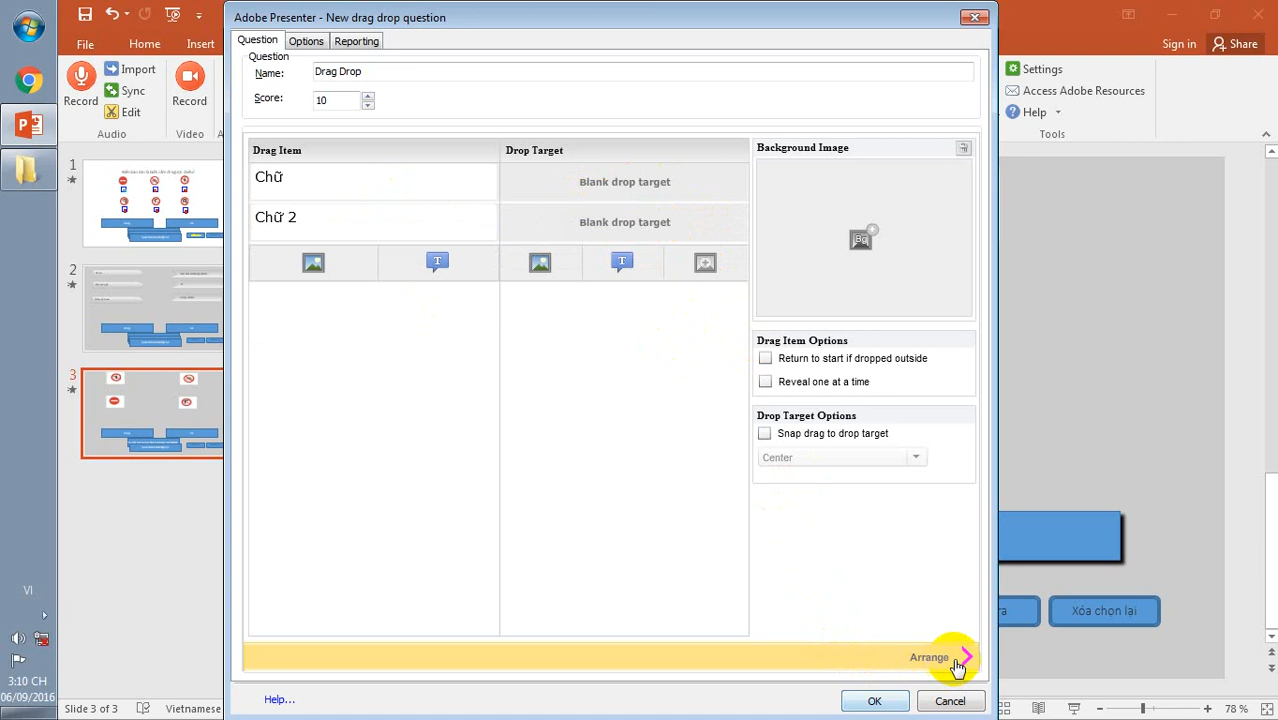 Adobe Presenter - New drag drop question
File
Home
Insert
Sign in
Share
Record
Import
Sync
Edit
Audio
Record
Video
Settings
Access Adobe Resources
Help
Tools
Question
Options
Reporting
Question
Name:
Drag Drop
Score:
10
Drag Item
Drop Target
Background Image
Chữ
Blank drop target
Chữ 2
Blank drop target
T
T
Bg
Drag Item Options
Return to start if dropped outside
Reveal one at a time
Drop Target Options
Snap drag to drop target
Center
Arrange
Help...
OK
Cancel
1
2
3
ra
Xóa chọn lại
VI
3:10 CH
06/09/2016
Slide 3 of 3
Vietnamese
78 %